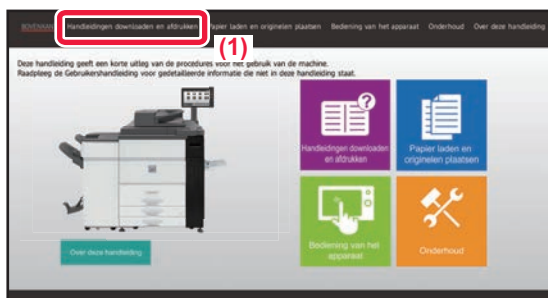 BOVENKANT Handleidingen downloaden en afdrukken Papier laden en originelen plaatsen Bediening van het apparaat Onderhoud Over deze handleiding
(1)
Deze handleiding geeft een korte uitleg van de procedures voor het gebruik van de machine.
Raadpleeg de Gebruikershandleiding voor gedetailleerde informatie die niet in deze handleiding staat.
Handleidingen downloaden
en afdrukken
Papier laden en
originelen plaatsen
Bediening van het
apparaat
Onderhoud
Over deze handleiding